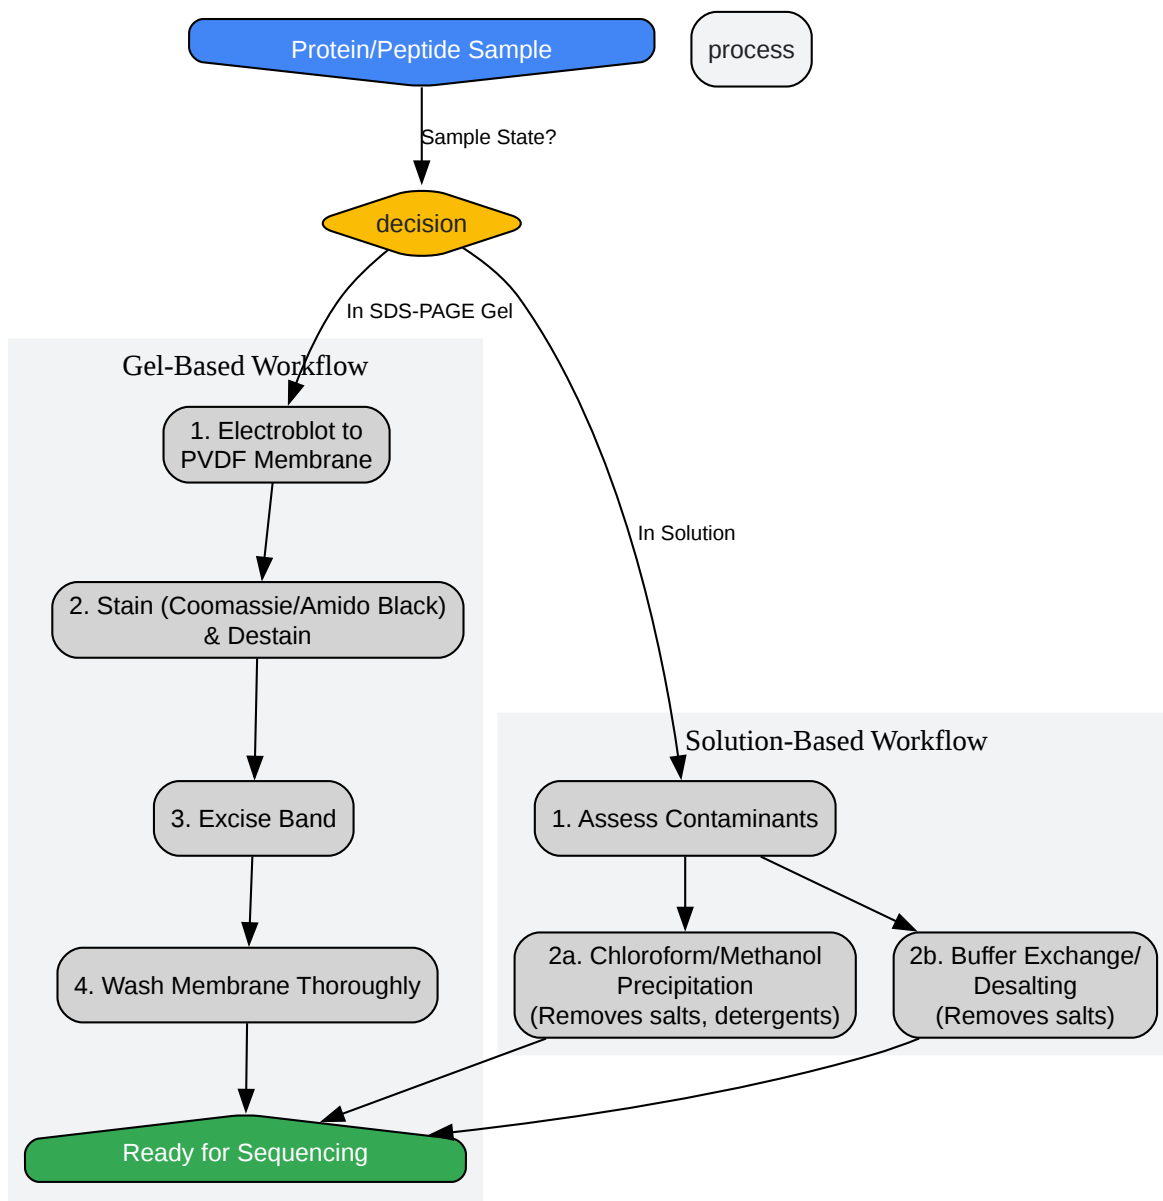 Protein/Peptide Sample
process
Sample State?
decision
In SDS-PAGE Gel
Gel-Based Workflow
1. Electroblot to
PVDF Membrane
In Solution
2. Stain (Coomassie/Amido Black)
& Destain
Solution-Based Workflow
3. Excise Band
1. Assess Contaminants
4. Wash Membrane Thoroughly
2a. Chloroform/Methanol
Precipitation
(Removes salts, detergents)
2b. Buffer Exchange/
Desalting
(Removes salts)
Ready for Sequencing